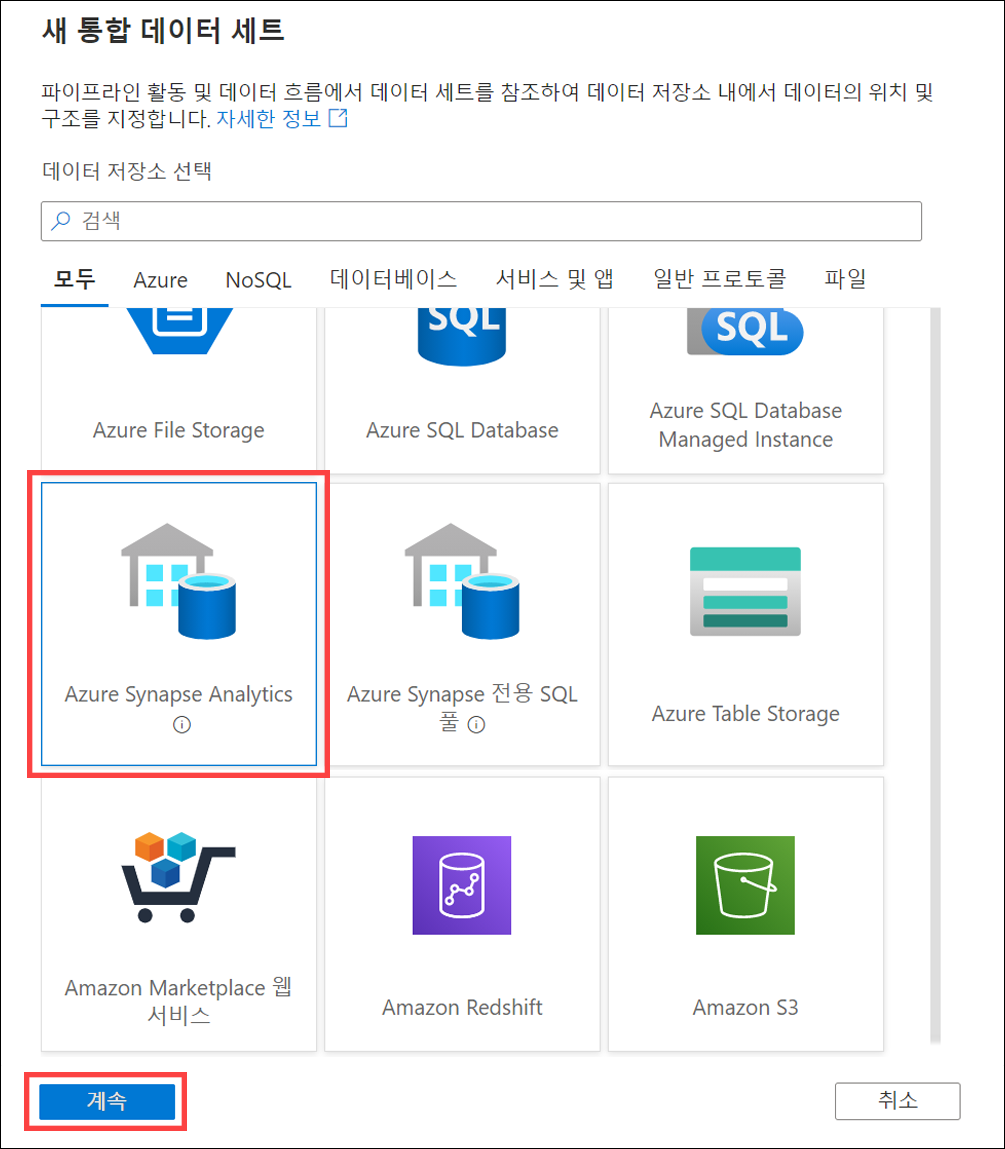 새 통합 데이터 세트
파이프라인 활동 및 데이터 흐름에서 데이터 세트를 참조하여 데이터 저장소 내에서 데이터의 위치 및
구조를 지정합니다. 자세한 정보
데이터 저장소 선택
검색
모두 Azure NoSQL 데이터베이스 서비스 및 앱 일반 프로토콜 파일
SQL
SQL
Azure File Storage
Azure SQL Database
Azure SQL Database
Managed Instance
Azure Synapse Analytics
Azure Synapse 전용 SQL
풀
Azure Table Storage
Amazon Marketplace 웹
서비스
Amazon Redshift
Amazon S3
계속
취소